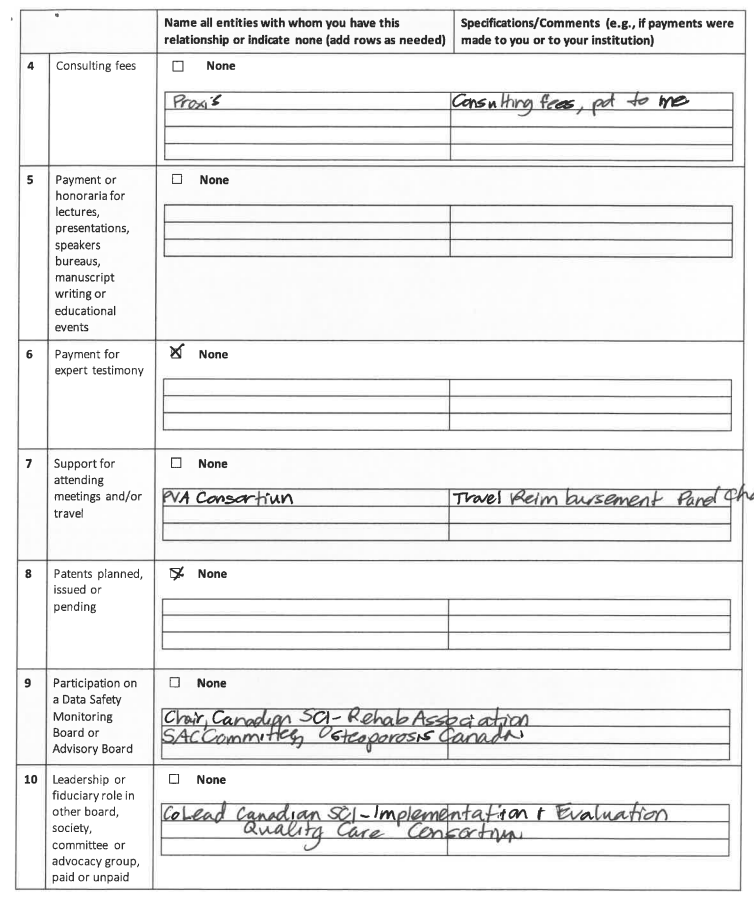 Name all entities with whom you have this
relationship or indicate none (add rows as needed)
Specifications/Comments (e.g., if payments were
made to you or to your institution)
4
Consulting fees
☐ None
Proxis
Consulting fees, pd to me
5
Payment or
honoraria for
lectures,
presentations,
speakers
bureaus,
manuscript
writing or
educational
events
☐ None
6
Payment for
expert testimony
☒ None
7
Support for
attending
meetings and/or
travel
☐ None
PVA Consortiun
Travel Reimbursement Panel Cha
8
Patents planned,
issued or
pending
☒ None
9
Participation on
a Data Safety
Monitoring
Board or
Advisory Board
☐ None
Chair, Canadian SCI-Rehab Association
SAC Committee, Osteoporosis Canada
10
Leadership or
fiduciary role in
other board,
society,
committee or
advocacy group,
paid or unpaid
☐ None
CoLead Canadian SCI-Implementation + Evaluation
Quality Care Consortium